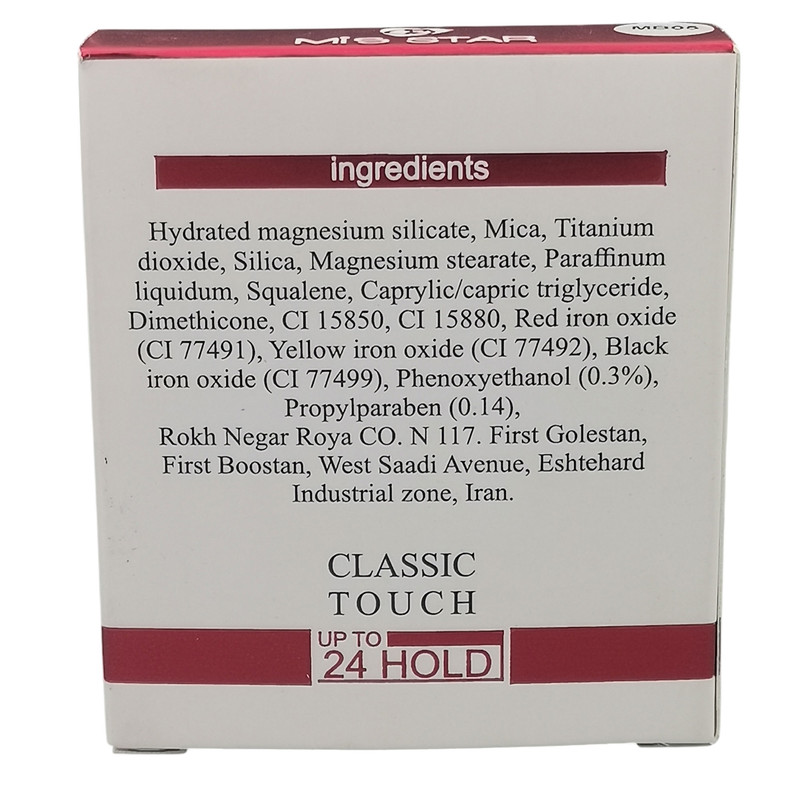 MIS STAR
ingredients
Hydrated magnesium silicate, Mica, Titanium
dioxide, Silica, Magnesium stearate, Paraffinum
liquidum, Squalene, Caprylic/capric triglyceride,
Dimethicone, CI 15850, CI 15880, Red iron oxide
(CI 77491), Yellow iron oxide (CI 77492), Black
iron oxide (CI 77499), Phenoxyethanol (0.3%),
Propylparaben (0.14),
Rokh Negar Roya CO. N 117. First Golestan,
First Boostan, West Saadi Avenue, Eshtehard
Industrial zone, Iran.
CLASSIC
TOUCH
UP TO
24 HOLD